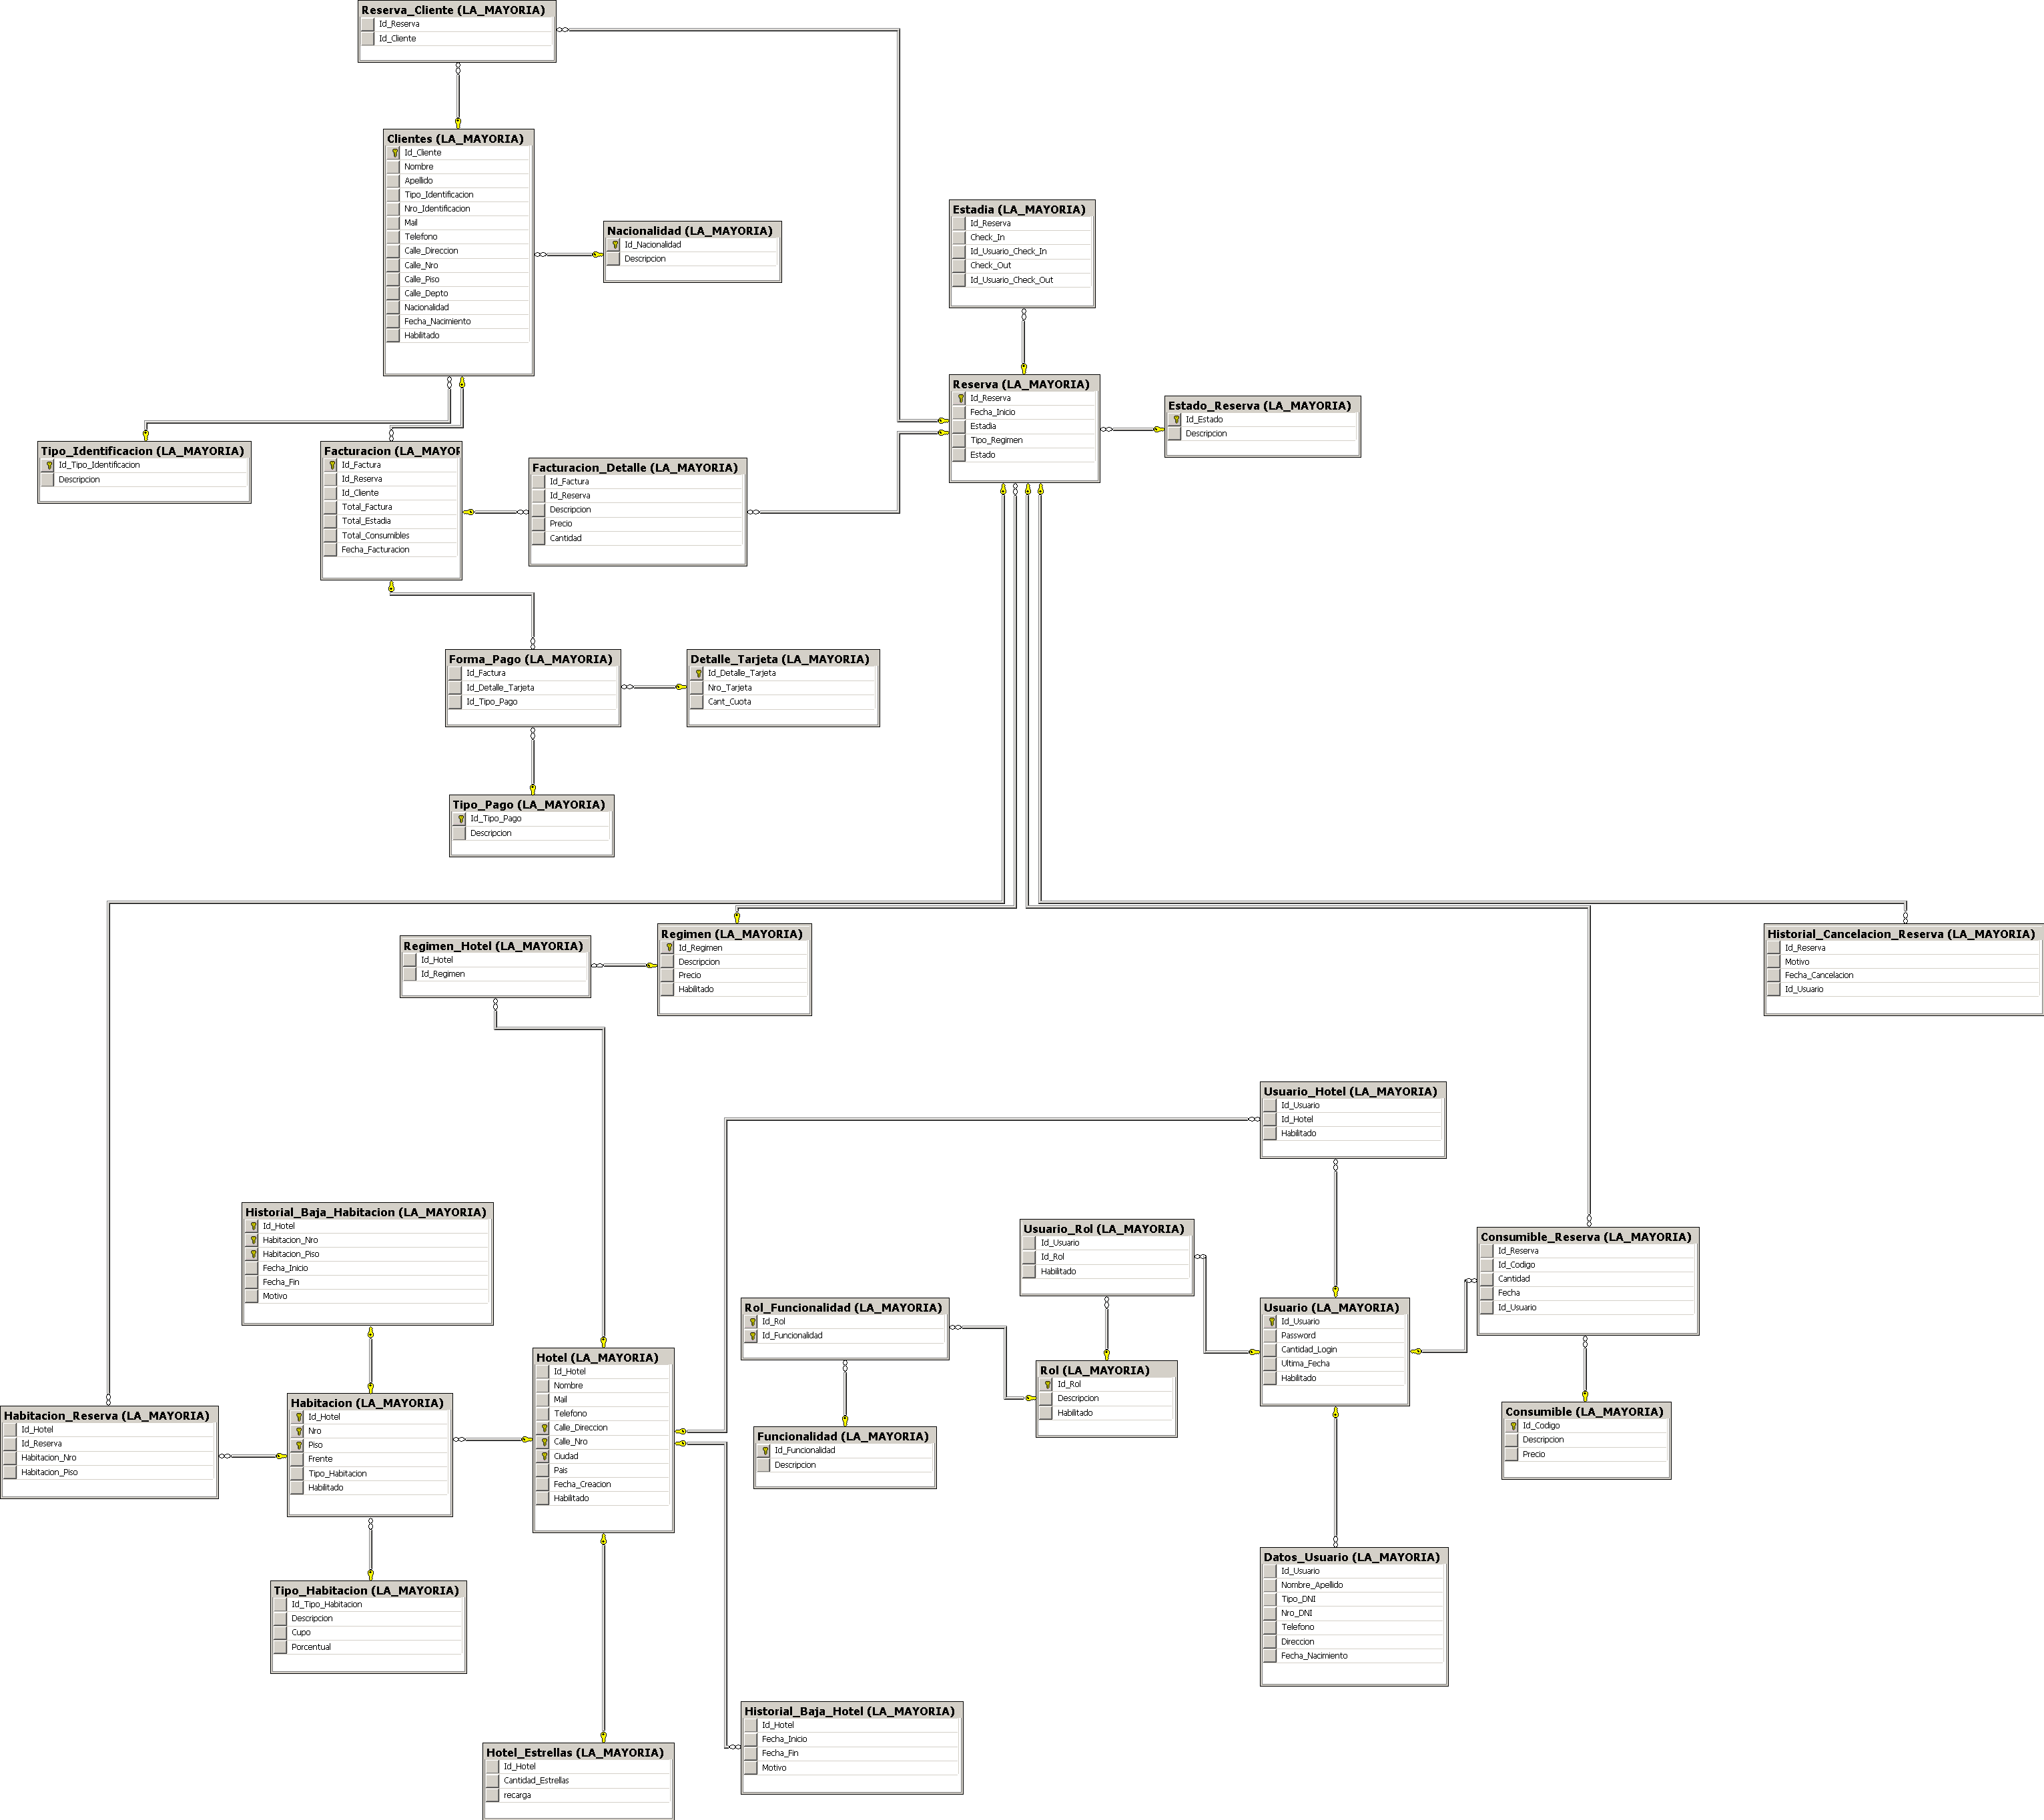 Reserva_Cliente (LA_MAYORIA)
Id_Reserva
Id_Cliente
Clientes (LA_MAYORIA)
Id_Cliente
Nombre
Apellido
Tipo_Identificacion
Nro_Identificacion
Mail
Telefono
Calle_Direccion
Calle_Nro
Calle_Piso
Calle_Depto
Nacionalidad
Fecha_Nacimiento
Habilitado
Nacionalidad (LA_MAYORIA)
Id_Nacionalidad
Descripcion
Estadia (LA_MAYORIA)
Id_Reserva
Check_In
Id_Usuario_Check_In
Check_Out
Id_Usuario_Check_Out
Reserva (LA_MAYORIA)
Id_Reserva
Fecha_Inicio
Estadia
Tipo_Regimen
Estado
Estado_Reserva (LA_MAYORIA)
Id_Estado
Descripcion
Tipo_Identificacion (LA_MAYORIA)
Id_Tipo_Identificacion
Descripcion
Facturacion (LA_MAYOR
Id_Factura
Id_Reserva
Id_Cliente
Total_Factura
Total_Estadia
Total_Consumibles
Fecha_Facturacion
Facturacion_Detalle (LA_MAYORIA)
Id_Factura
Id_Reserva
Descripcion
Precio
Cantidad
Forma_Pago (LA_MAYORIA)
Id_Factura
Id_Detalle_Tarjeta
Id_Tipo_Pago
Detalle_Tarjeta (LA_MAYORIA)
Id_Detalle_Tarjeta
Nro_Tarjeta
Cant_Cuota
Tipo_Pago (LA_MAYORIA)
Id_Tipo_Pago
Descripcion
Regimen_Hotel (LA_MAYORIA)
Id_Hotel
Id_Regimen
Regimen (LA_MAYORIA)
Id_Regimen
Descripcion
Precio
Habilitado
Historial_Cancelacion_Reserva (LA_MAYORIA)
Id_Reserva
Motivo
Fecha_Cancelacion
Id_Usuario
Usuario_Hotel (LA_MAYORIA)
Id_Usuario
Id_Hotel
Habilitado
Historial_Baja_Habitacion (LA_MAYORIA)
Id_Hotel
Habitacion_Nro
Habitacion_Piso
Fecha_Inicio
Fecha_Fin
Motivo
Usuario_Rol (LA_MAYORIA)
Id_Usuario
Id_Rol
Habilitado
Consumible_Reserva (LA_MAYORIA)
Id_Reserva
Id_Codigo
Cantidad
Fecha
Id_Usuario
Rol_Funcionalidad (LA_MAYORIA)
Id_Rol
Id_Funcionalidad
Usuario (LA_MAYORIA)
Id_Usuario
Password
Cantidad_Login
Ultima_Fecha
Habilitado
Hotel (LA_MAYORIA)
Id_Hotel
Nombre
Mail
Telefono
Calle_Direccion
Calle_Nro
Ciudad
Pais
Fecha_Creacion
Habilitado
Rol (LA_MAYORIA)
Id_Rol
Descripcion
Habilitado
Habitacion_Reserva (LA_MAYORIA)
Id_Hotel
Id_Reserva
Habitacion_Nro
Habitacion_Piso
Habitacion (LA_MAYORIA)
Id_Hotel
Nro
Piso
Frente
Tipo_Habitacion
Habilitado
Funcionalidad (LA_MAYORIA)
Id_Funcionalidad
Descripcion
Consumible (LA_MAYORIA)
Id_Codigo
Descripcion
Precio
Tipo_Habitacion (LA_MAYORIA)
Id_Tipo_Habitacion
Descripcion
Cupo
Porcentual
Datos_Usuario (LA_MAYORIA)
Id_Usuario
Nombre_Apellido
Tipo_DNI
Nro_DNI
Telefono
Direccion
Fecha_Nacimiento
Historial_Baja_Hotel (LA_MAYORIA)
Id_Hotel
Fecha_Inicio
Fecha_Fin
Motivo
Hotel_Estrellas (LA_MAYORIA)
Id_Hotel
Cantidad_Estrellas
recarga